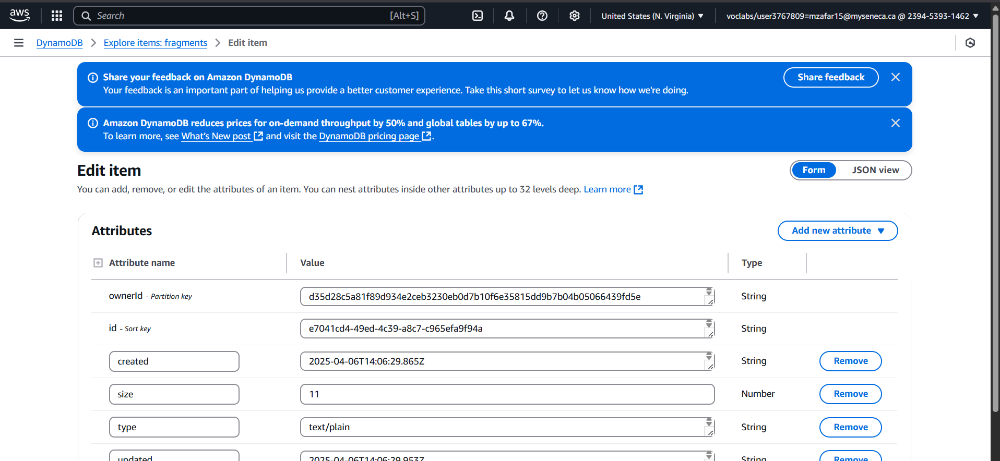 aws
Search [Alt+S]
United States (N. Virginia)
voclabs/user3767809=mzafar15@myseneca.ca @ 2394-5393-1462
DynamoDB
Explore items: fragments
Edit item
Share your feedback on Amazon DynamoDB
Your feedback is an important part of helping us provide a better customer experience. Take this short survey to let us know how we're doing.
Share feedback
Amazon DynamoDB reduces prices for on-demand throughput by 50% and global tables by up to 67%.
To learn more, see What's New post and visit the DynamoDB pricing page .
Edit item
Form
JSON view
You can add, remove, or edit the attributes of an item. You can nest attributes inside other attributes up to 32 levels deep. Learn more
Attributes
Add new attribute
Attribute name Value Type
ownerId - Partition key d35d28c5a81f89d934e2ceb3230eb0d7b10f6e35815dd9b7b04b05066439fd5e String
id - Sort key e7041cd4-49ed-4c39-a8c7-c965efa9f94a String
created 2025-04-06T14:06:29.865Z String Remove
size 11 Number Remove
type text/plain String Remove
updated 2025-04-06T14:06:29.953Z String Remove